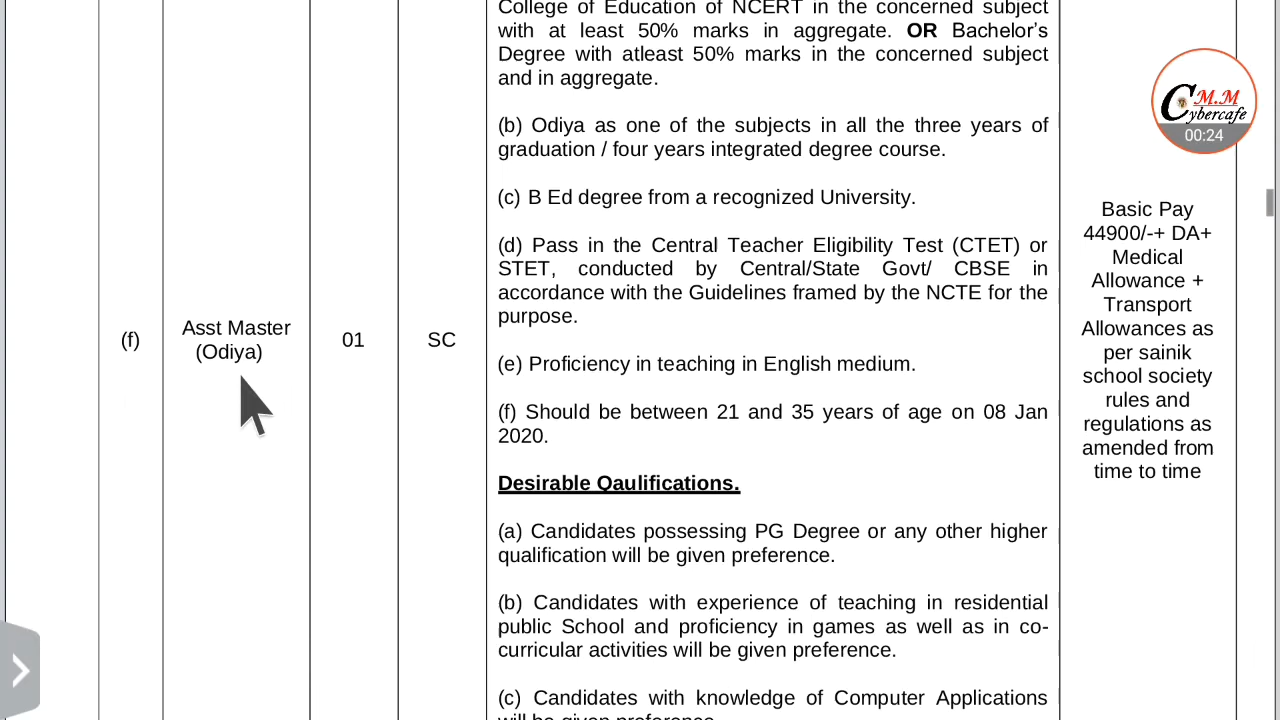 College of Education of NCERT in the concerned subject
with at least 50% marks in aggregate. OR Bachelor's
Degree with atleast 50% marks in the concerned subject
and in aggregate.
(b) Odiya as one of the subjects in all the three years of
graduation / four years integrated degree course.
(c) B Ed degree from a recognized University.
(d) Pass in the Central Teacher Eligibility Test (CTET) or
STET, conducted by Central/State Govt/ CBSE in
accordance with the Guidelines framed by the NCTE for the
purpose.
(e) Proficiency in teaching in English medium.
(f) Should be between 21 and 35 years of age on 08 Jan
2020.
Desirable Qaulifications.
(a) Candidates possessing PG Degree or any other higher
qualification will be given preference.
(b) Candidates with experience of teaching in residential
public School and proficiency in games as well as in co-
curricular activities will be given preference.
(c) Candidates with knowledge of Computer Applications
will be given preference.
(f)
Asst Master
(Odiya)
01
SC
Basic Pay
44900/-+ DA+
Medical
Allowance +
Transport
Allowances as
per sainik
school society
rules and
regulations as
amended from
time to time
M.M
Cybercafe
00:24